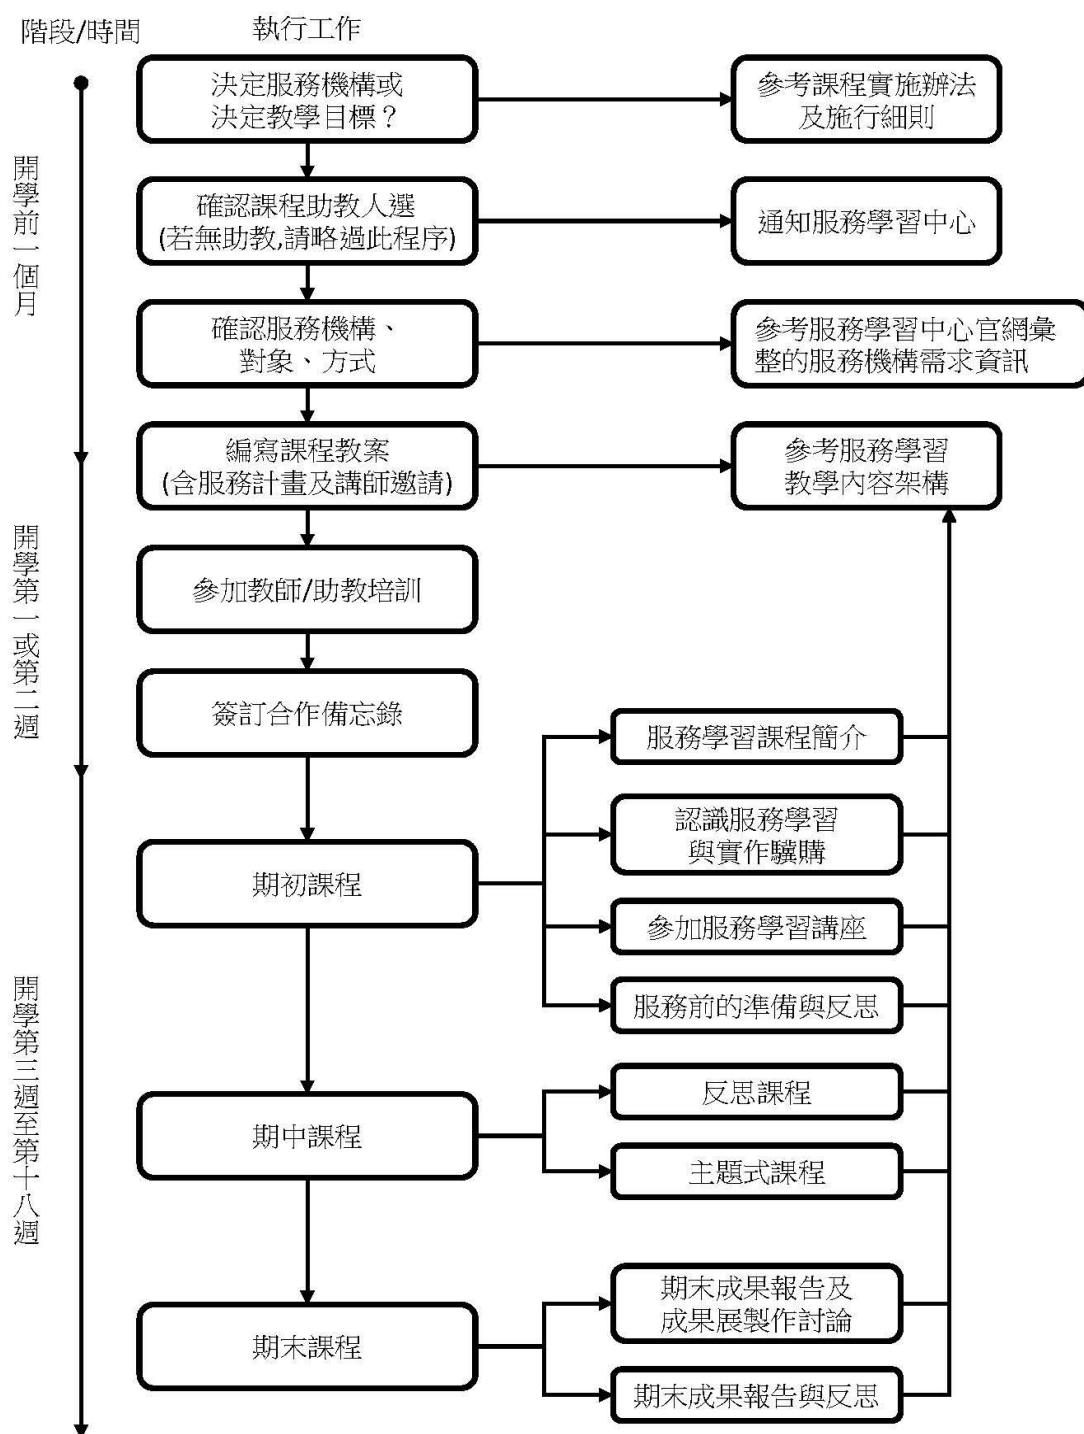 階段/時間
執行工作
決定服務機構或
決定教學目標？
參考課程實施辦法
及施行細則
開學前一個月
確認課程助教人選
(若無助教,請略過此程序)
通知服務學習中心
確認服務機構、
對象、方式
參考服務學習中心官網彙
整的服務機構需求資訊
編寫課程教案
(含服務計畫及講師邀請)
參考服務學習
教學內容架構
開學第一或第二週
參加教師/助教培訓
簽訂合作備忘錄
服務學習課程簡介
認識服務學習
與實作驥購
期初課程
參加服務學習講座
服務前的準備與反思
開學第三週至第十八週
反思課程
期中課程
主題式課程
期末成果報告及
成果展製作討論
期末課程
期末成果報告與反思